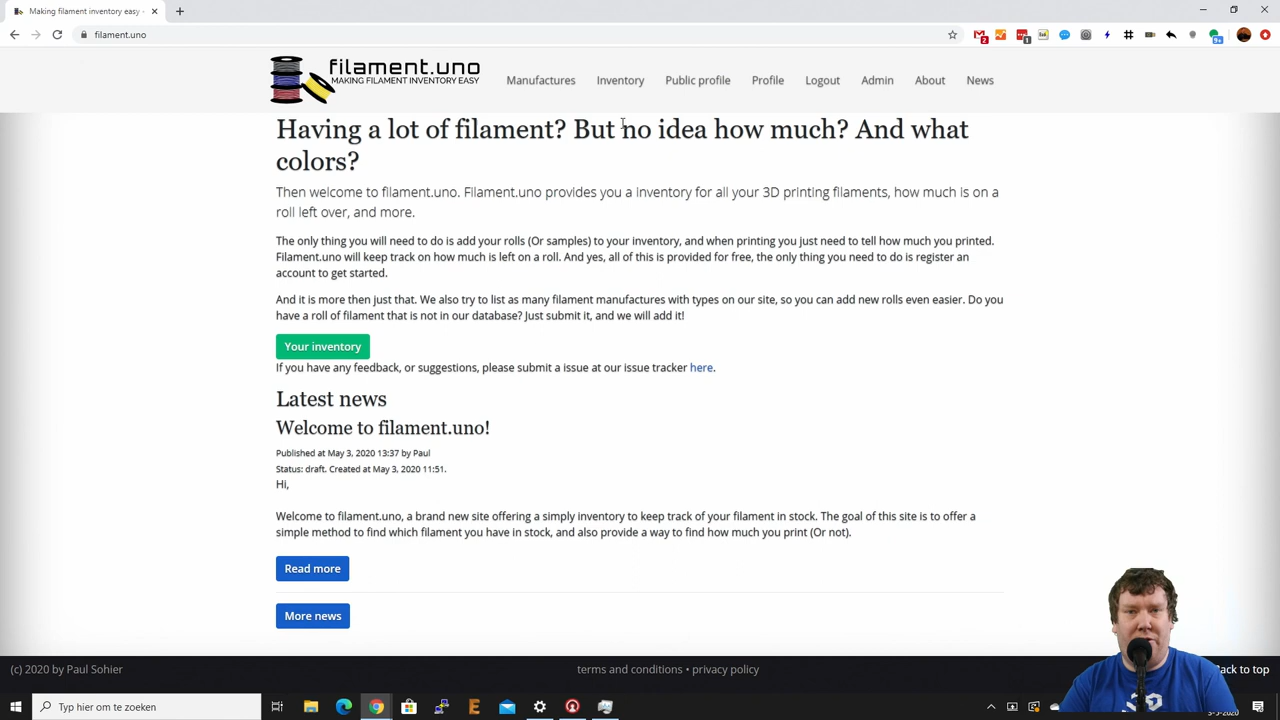 Making filament inventory easy -
filament.uno
2
1
9+
filament.uno
MAKING FILAMENT INVENTORY EASY
Manufactures Inventory Public profile Profile Logout Admin About News
Having a lot of filament? But no idea how much? And what
colors?
Then welcome to filament.uno. Filament.uno provides you a inventory for all your 3D printing filaments, how much is on a
roll left over, and more.
The only thing you will need to do is add your rolls (Or samples) to your inventory, and when printing you just need to tell how much you printed.
Filament.uno will keep track on how much is left on a roll. And yes, all of this is provided for free, the only thing you need to do is register an
account to get started.
And it is more then just that. We also try to list as many filament manufactures with types on our site, so you can add new rolls even easier. Do you
have a roll of filament that is not in our database? Just submit it, and we will add it!
Your inventory
If you have any feedback, or suggestions, please submit a issue at our issue tracker here.
Latest news
Welcome to filament.uno!
Published at May 3, 2020 13:37 by Paul
Status: draft. Created at May 3, 2020 11:51.
Hi,
Welcome to filament.uno, a brand new site offering a simply inventory to keep track of your filament in stock. The goal of this site is to offer a
simple method to find which filament you have in stock, and also provide a way to find how much you print (Or not).
Read more
More news
(c) 2020 by Paul Sohier terms and conditions • privacy policy Back to top
Typ hier om te zoeken
3-5-2020